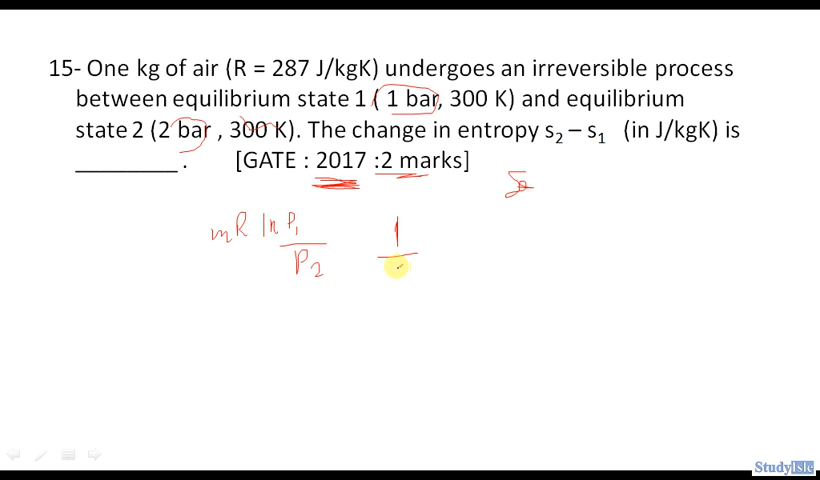 15- One kg of air (R = 287 J/kgK) undergoes an irreversible process
between equilibrium state 1 ( 1 bar, 300 K) and equilibrium
state 2 (2 bar , 300 K). The change in entropy s₂ – s₁ (in J/kgK) is
________ . [GATE : 2017 :2 marks]
mR ln P₁
P₂
1
StudyIsle